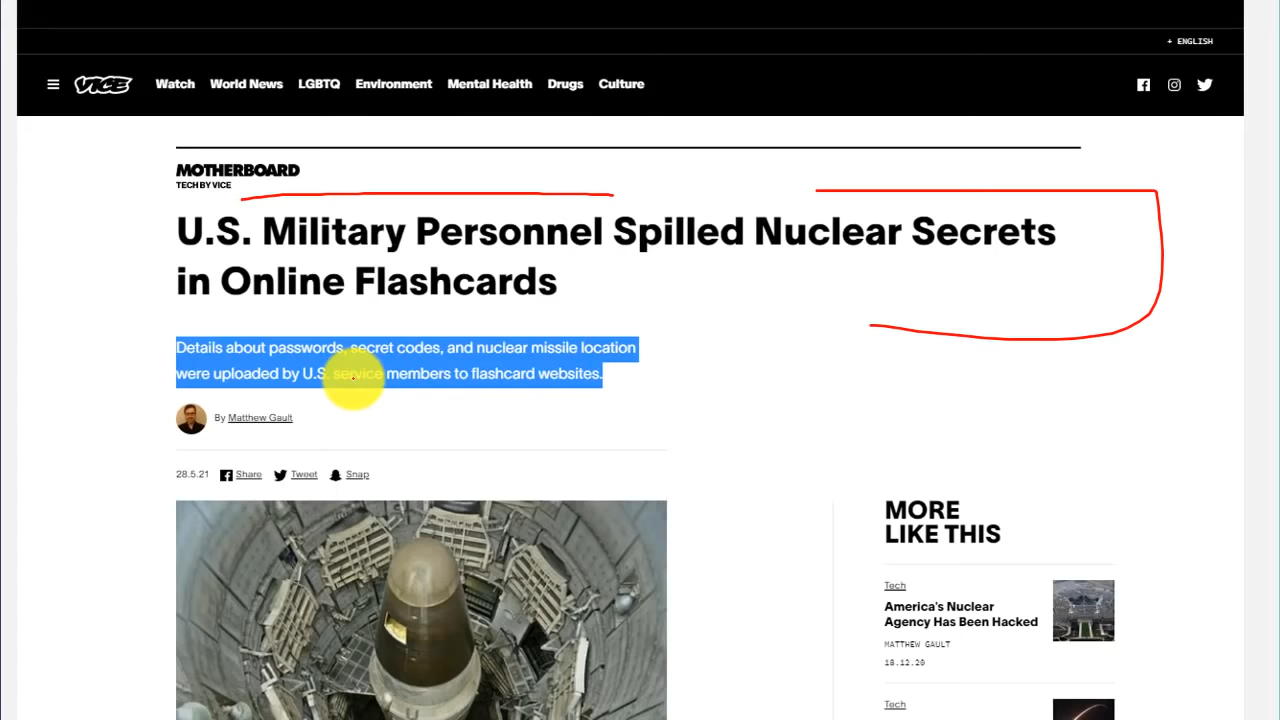 + ENGLISH
VICE
Watch World News LGBTQ Environment Mental Health Drugs Culture
MOTHERBOARD
TECH BY VICE
U.S. Military Personnel Spilled Nuclear Secrets
in Online Flashcards
Details about passwords, secret codes, and nuclear missile location
were uploaded by U.S. service members to flashcard websites.
By Matthew Gault
28.5.21 Share Tweet Snap
MORE
LIKE THIS
Tech
America's Nuclear
Agency Has Been Hacked
MATTHEW GAULT
18.12.20
Tech